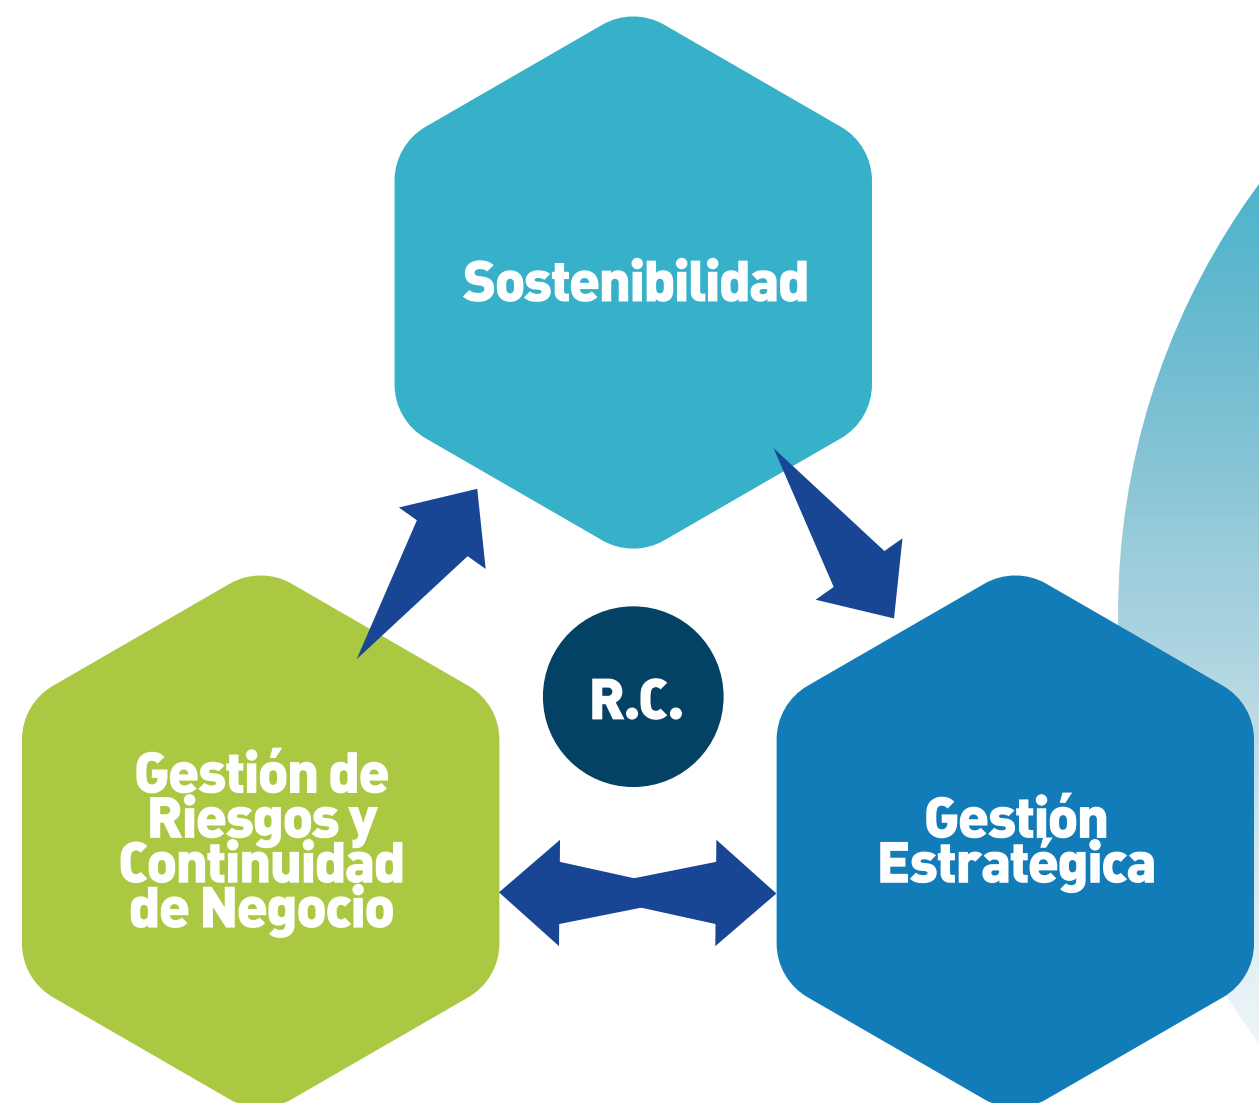 Sostenibilidad
R.C.
Gestión de
Riesgos y
Continuidad
de Negocio
Gestión
Estratégica